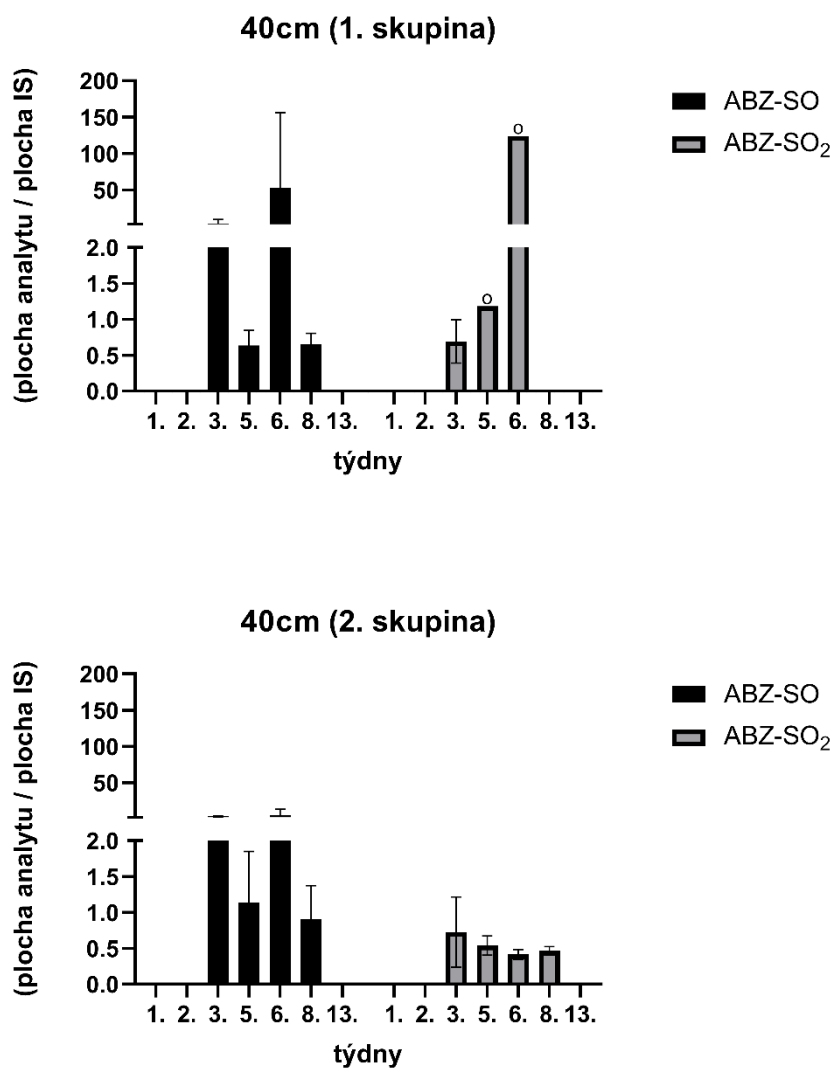 40cm (1. skupina)
(plocha analytu / plocha IS)
200
150
100
50
2.0
1.5
1.0
0.5
0.0
o
o
1. 2. 3. 5. 6. 8. 13. 1. 2. 3. 5. 6. 8. 13.
týdny
ABZ-SO
ABZ-SO₂
40cm (2. skupina)
(plocha analytu / plocha IS)
200
150
100
50
2.0
1.5
1.0
0.5
0.0
1. 2. 3. 5. 6. 8. 13. 1. 2. 3. 5. 6. 8. 13.
týdny
ABZ-SO
ABZ-SO₂